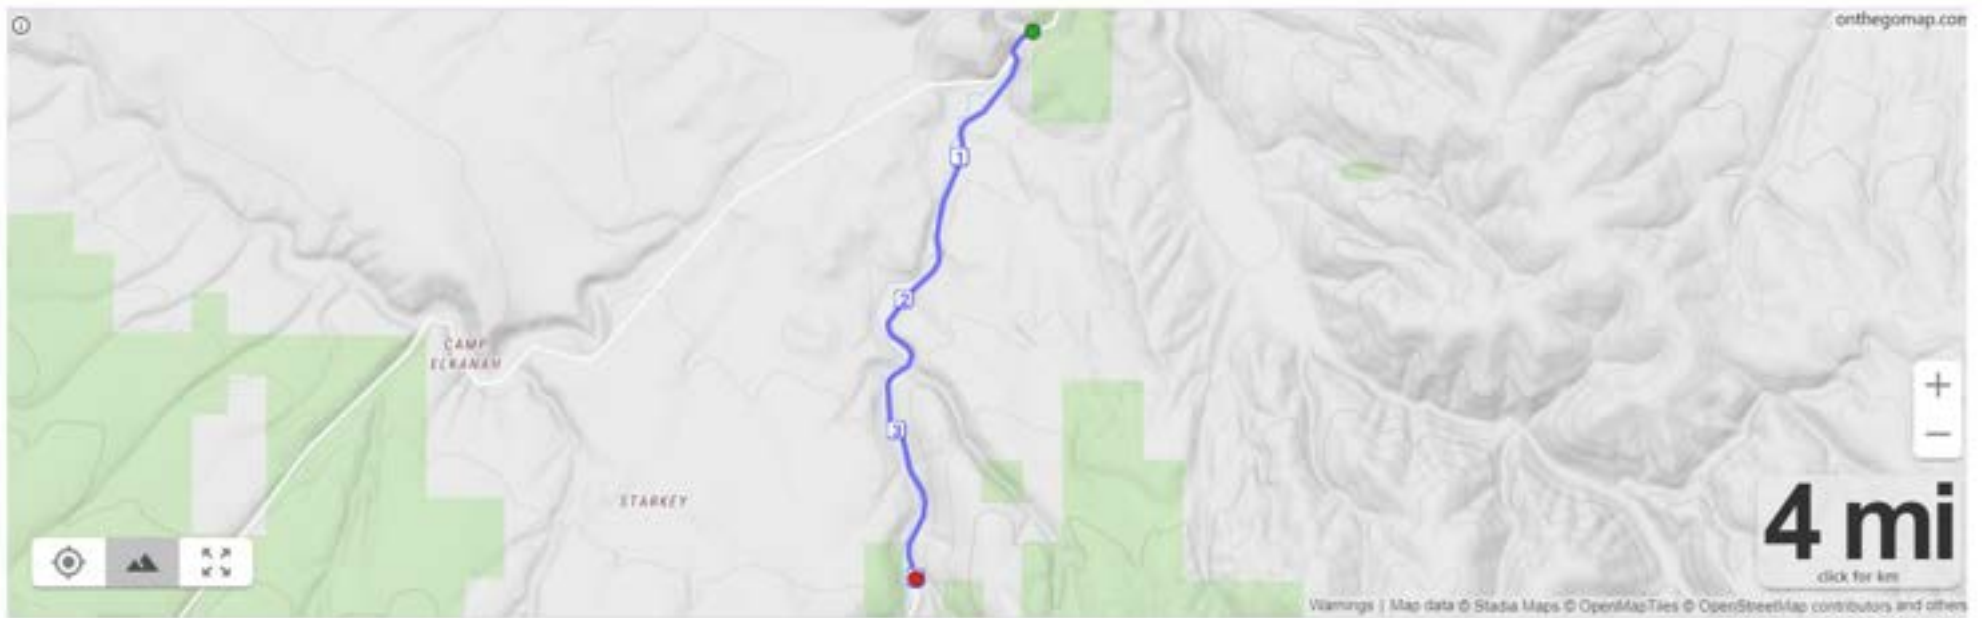 onthegomap.com
1
2
CAMP
ELKANAH
3
STARKEY
4 mi
click for km
Warnings | Map data © Stadia Maps © OpenMapTiles © OpenStreetMap contributors and others